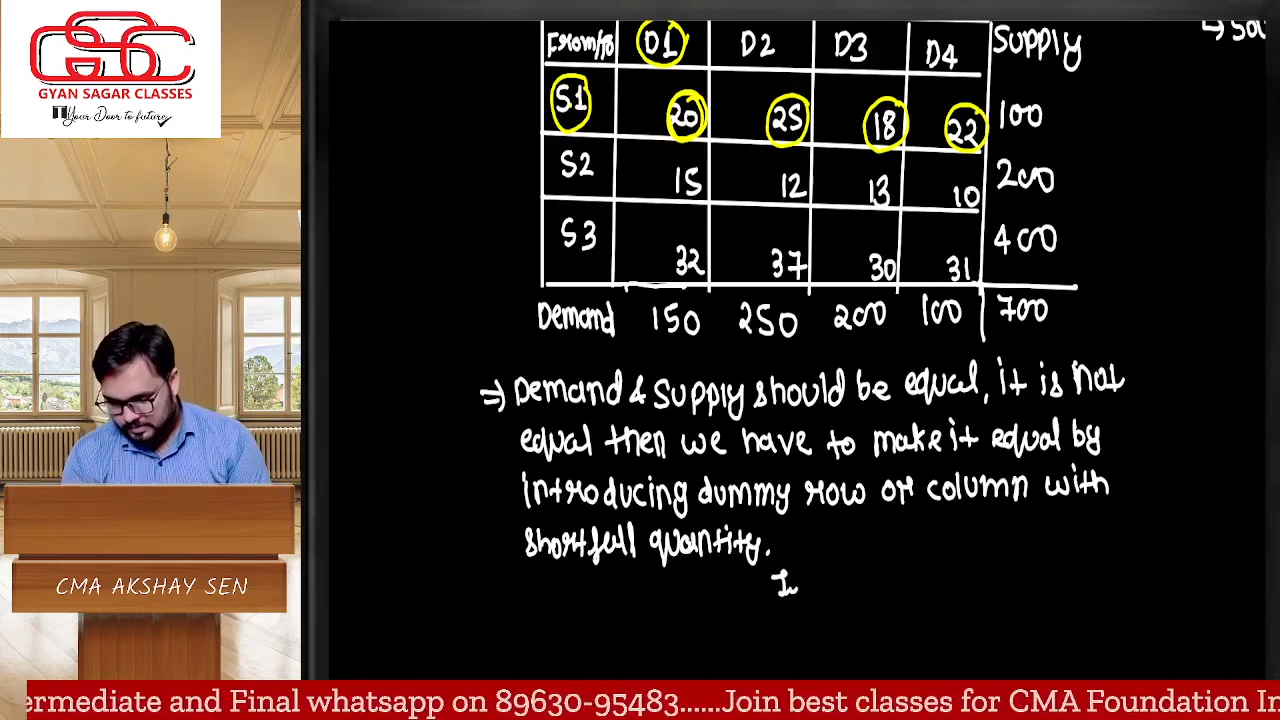 GSC
GYAN SAGAR CLASSES
Your Door to future
From/to D1 D2 D3 D4 Supply
S1 20 25 18 22 100
S2 15 12 13 10 200
S3 32 37 30 31 400
Demand 150 250 200 100 700
⇒ Demand & Supply should be equal, it is not
equal then we have to make it equal by
introducing dummy row or column with
shortfall quantity.
CMA AKSHAY SEN
ermediate and Final whatsapp on 89630-95483......Join best classes for CMA Foundation In